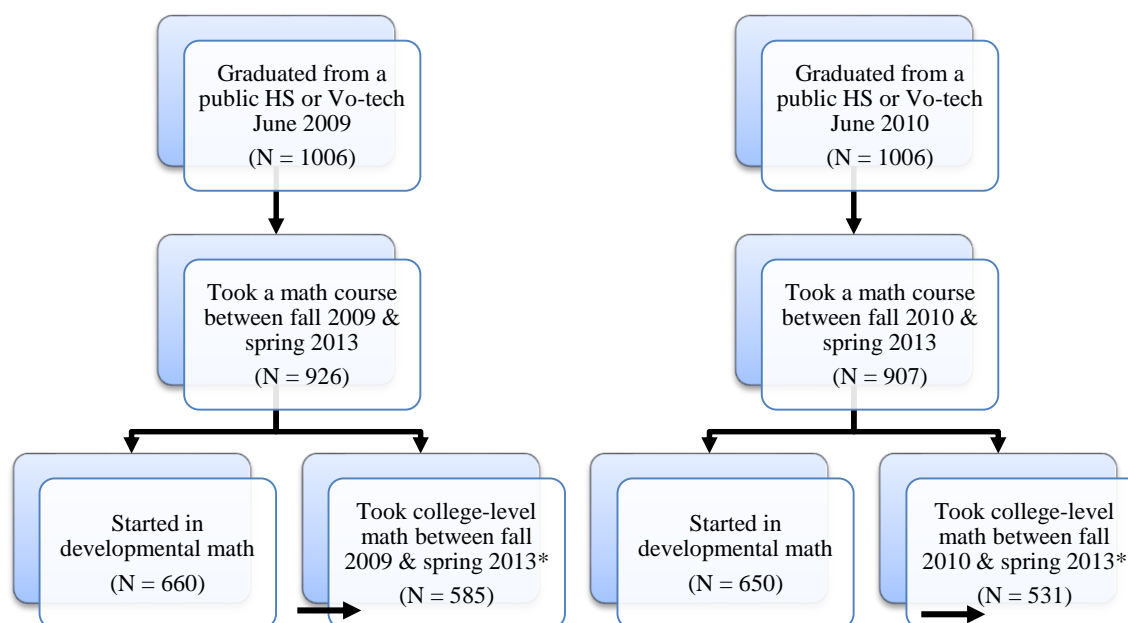 Graduated from a
public HS or Vo-tech
June 2009
(N = 1006)
Took a math course
between fall 2009 &
spring 2013
(N = 926)
Started in
developmental math
(N = 660)
Took college-level
math between fall
2009 & spring 2013*
(N = 585)
Graduated from a
public HS or Vo-tech
June 2010
(N = 1006)
Took a math course
between fall 2010 &
spring 2013
(N = 907)
Started in
developmental math
(N = 650)
Took college-level
math between fall
2010 & spring 2013*
(N = 531)